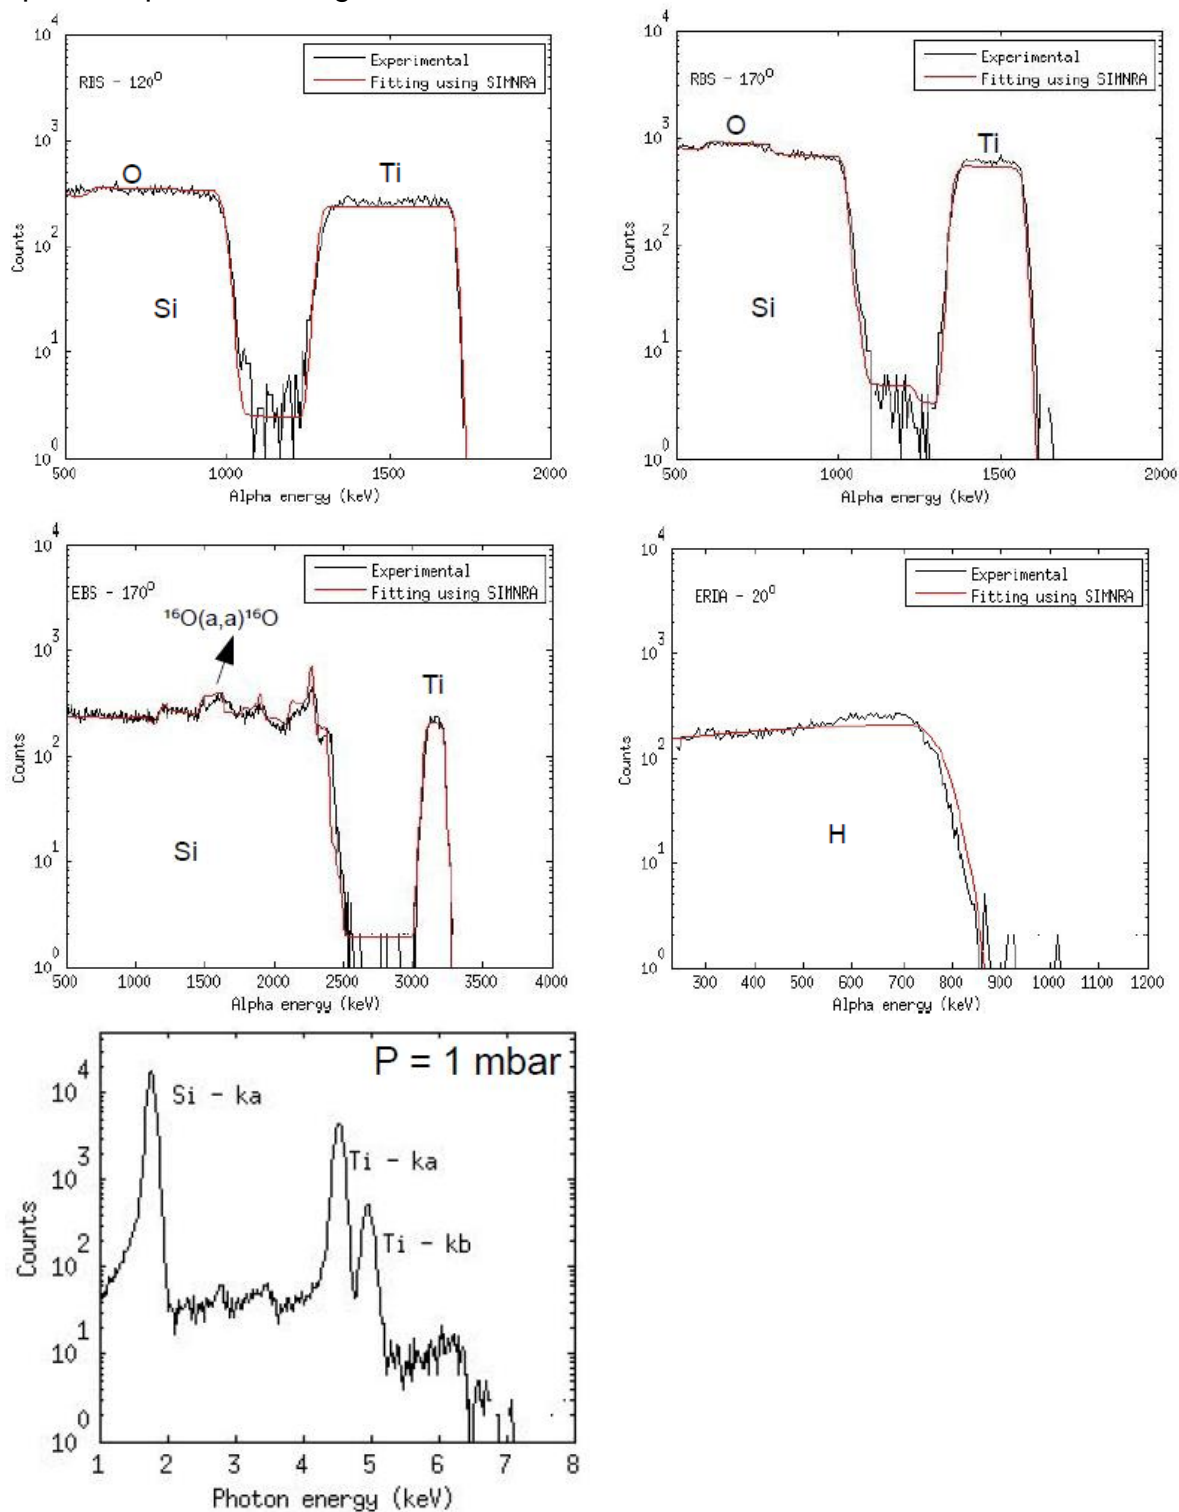 10^4
Experimental
Fitting using SIMNRA
RBS - 120^0
10^3
O
Ti
10^2
Counts
Si
10^1
10^0
500 1000 1500 2000
Alpha energy (keV)
10^4
Experimental
Fitting using SIMNRA
RBS - 170^0
10^3
O
Ti
10^2
Counts
Si
10^1
10^0
500 1000 1500 2000
Alpha energy (keV)
10^4
Experimental
Fitting using SIMNRA
EBS - 170^0
^16O(a,a)^16O
10^3
Ti
10^2
Counts
Si
10^1
10^0
500 1000 1500 2000 2500 3000 3500 4000
Alpha energy (keV)
10^4
Experimental
Fitting using SIMNRA
ERDA - 20^0
10^3
10^2
Counts
H
10^1
10^0
300 400 500 600 700 800 900 1000 1100 1200
Alpha energy (keV)
P = 1 mbar
10^4
Si - ka
10^3
Ti - ka
Counts
Ti - kb
10^2
10^1
10^0
1 2 3 4 5 6 7 8
Photon energy (keV)